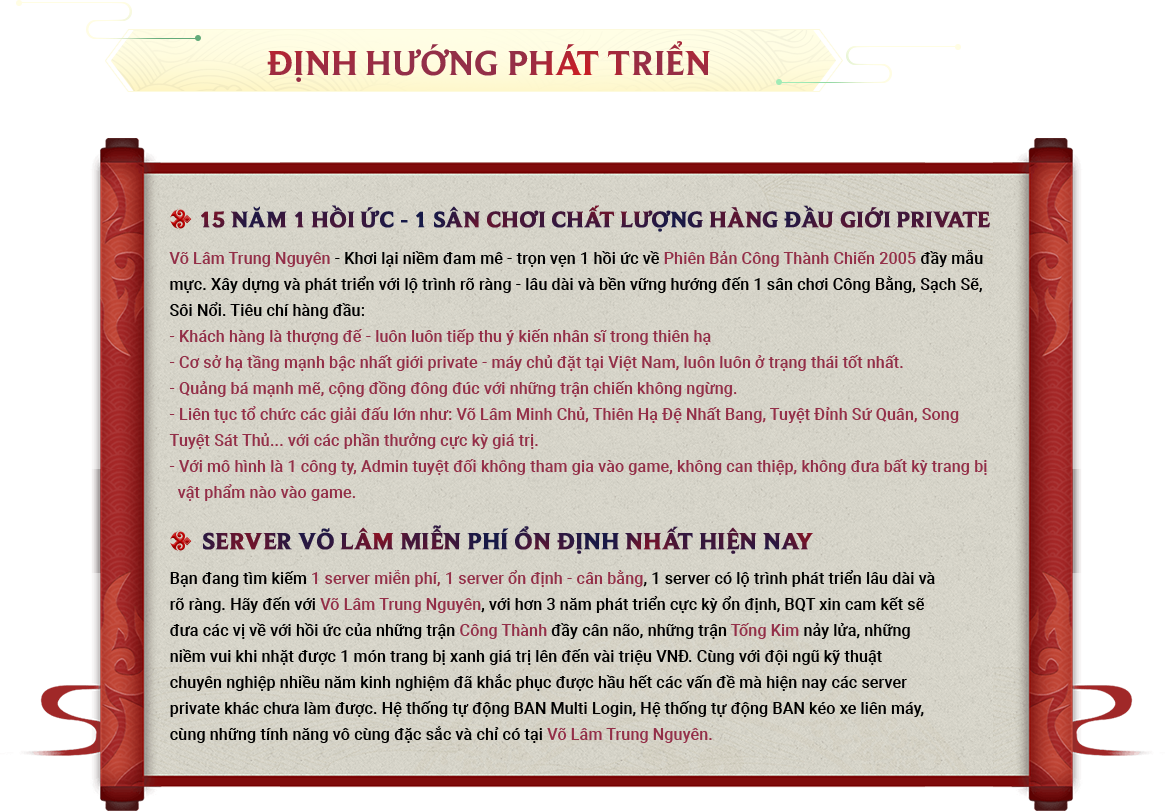 ĐỊNH HƯỚNG PHÁT TRIỂN
15 NĂM 1 HỒI ỨC - 1 SÂN CHƠI CHẤT LƯỢNG HÀNG ĐẦU GIỚI PRIVATE
Võ Lâm Trung Nguyên - Khơi lại niềm đam mê - trọn vẹn 1 hồi ức về Phiên Bản Công Thành Chiến 2005 đầy mẫu
mực. Xây dựng và phát triển với lộ trình rõ ràng - lâu dài và bền vững hướng đến 1 sân chơi Công Bằng, Sạch Sẽ,
Sôi Nổi. Tiêu chí hàng đầu:
- Khách hàng là thượng đế - luôn luôn tiếp thu ý kiến nhân sĩ trong thiên hạ
- Cơ sở hạ tầng mạnh bậc nhất giới private - máy chủ đặt tại Việt Nam, luôn luôn ở trạng thái tốt nhất.
- Quảng bá mạnh mẽ, cộng đồng đông đúc với những trận chiến không ngừng.
- Liên tục tổ chức các giải đấu lớn như: Võ Lâm Minh Chủ, Thiên Hạ Đệ Nhất Bang, Tuyệt Đỉnh Sứ Quân, Song
Tuyệt Sát Thủ... với các phần thưởng cực kỳ giá trị.
- Với mô hình là 1 công ty, Admin tuyệt đối không tham gia vào game, không can thiệp, không đưa bất kỳ trang bị
vật phẩm nào vào game.
SERVER VÕ LÂM MIỄN PHÍ ỔN ĐỊNH NHẤT HIỆN NAY
Bạn đang tìm kiếm 1 server miễn phí, 1 server ổn định - cân bằng, 1 server có lộ trình phát triển lâu dài và
rõ ràng. Hãy đến với Võ Lâm Trung Nguyên, với hơn 3 năm phát triển cực kỳ ổn định, BQT xin cam kết sẽ
đưa các vị về với hồi ức của những trận Công Thành đầy cân não, những trận Tống Kim nảy lửa, những
niềm vui khi nhặt được 1 món trang bị xanh giá trị lên đến vài triệu VNĐ. Cùng với đội ngũ kỹ thuật
chuyên nghiệp nhiều năm kinh nghiệm đã khắc phục được hầu hết các vấn đề mà hiện nay các server
private khác chưa làm được. Hệ thống tự động BAN Multi Login, Hệ thống tự động BAN kéo xe liên máy,
cùng những tính năng vô cùng đặc sắc và chỉ có tại Võ Lâm Trung Nguyên.